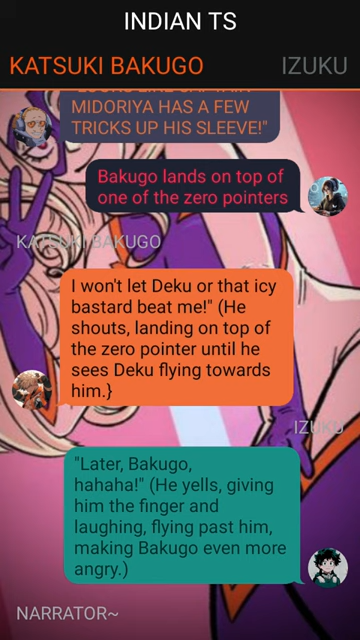 INDIAN TS
KATSUKI BAKUGO
IZUKU
MIDORIYA HAS A FEW
TRICKS UP HIS SLEEVE!"
Bakugo lands on top of
one of the zero pointers
KATSUKI BAKUGO
I won't let Deku or that icy
bastard beat me!" (He
shouts, landing on top of
the zero pointer until he
sees Deku flying towards
him.}
IZUKU
"Later, Bakugo,
hahaha!" (He yells, giving
him the finger and
laughing, flying past him,
making Bakugo even more
angry.)
NARRATOR~